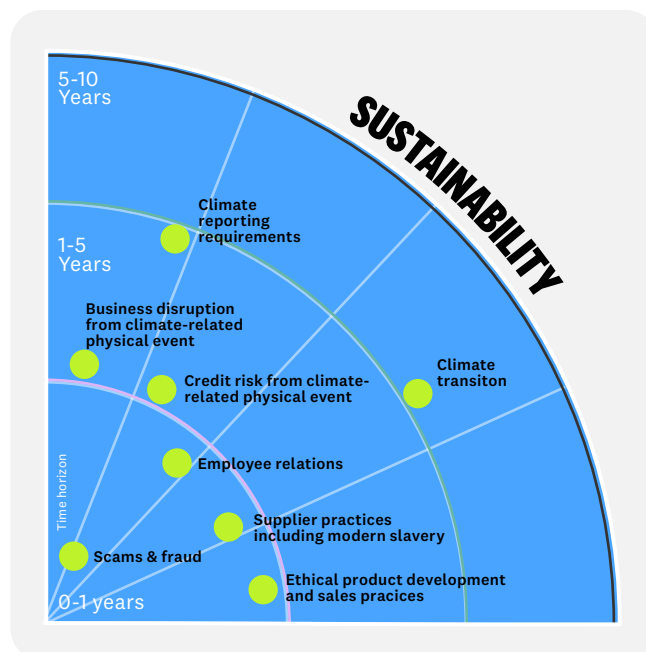 SUSTAINABILITY
5-10
Years
Climate
reporting
requirements
1-5
Years
Business disruption
from climate-related
physical event
Climate
transiton
Credit risk from climate-
related physical event
Employee relations
Time horizon
Supplier practices
including modern slavery
Scams & fraud
Ethical product development
and sales pracices
0-1 years